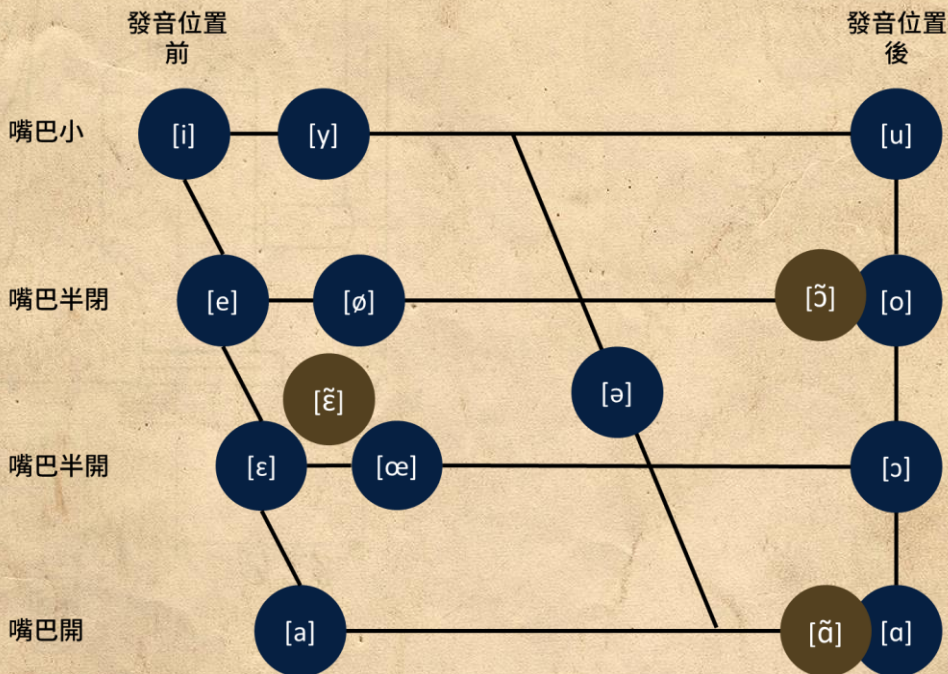 發音位置
前
發音位置
後
嘴巴小
[i]
[y]
[u]
嘴巴半閉
[e]
[ø]
[ɔ̃]
[o]
[ɛ̃]
[ə]
嘴巴半開
[ɛ]
[œ]
[ɔ]
嘴巴開
[a]
[ɑ̃]
[ɑ]